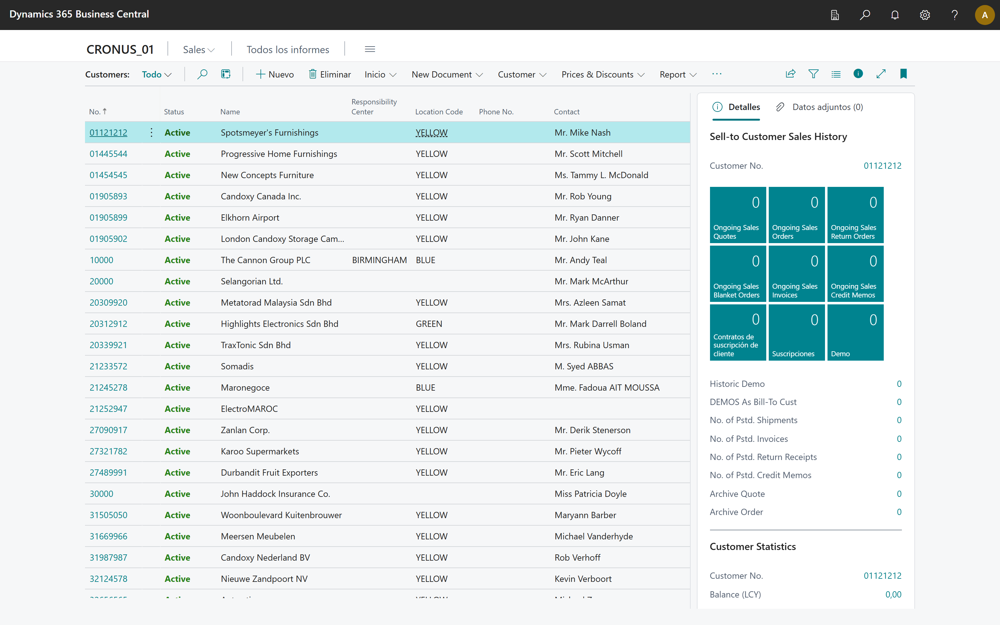 Dynamics 365 Business Central
A
CRONUS_01
Sales
Todos los informes
Customers:
Todo
Nuevo
Eliminar
Inicio
New Document
Customer
Prices & Discounts
Report
No. Status Name Responsibility Center Location Code Phone No. Contact
01121212 Active Spotsmeyer's Furnishings YELLOW Mr. Mike Nash
01445544 Active Progressive Home Furnishings YELLOW Mr. Scott Mitchell
01454545 Active New Concepts Furniture YELLOW Ms. Tammy L. McDonald
01905893 Active Candoxy Canada Inc. YELLOW Mr. Rob Young
01905899 Active Elkhorn Airport YELLOW Mr. Ryan Danner
01905902 Active London Candoxy Storage Cam... YELLOW Mr. John Kane
10000 Active The Cannon Group PLC BIRMINGHAM BLUE Mr. Andy Teal
20000 Active Selangorian Ltd. Mr. Mark McArthur
20309920 Active Metatorad Malaysia Sdn Bhd YELLOW Mrs. Azleen Samat
20312912 Active Highlights Electronics Sdn Bhd GREEN Mr. Mark Darrell Boland
20339921 Active TraxTonic Sdn Bhd YELLOW Mrs. Rubina Usman
21233572 Active Somadis YELLOW M. Syed ABBAS
21245278 Active Maronegoce BLUE Mme. Fadoua AIT MOUSSA
21252947 Active ElectroMAROC YELLOW
27090917 Active Zanlan Corp. YELLOW Mr. Derik Stenerson
27321782 Active Karoo Supermarkets YELLOW Mr. Pieter Wycoff
27489991 Active Durbandit Fruit Exporters YELLOW Mr. Eric Lang
30000 Active John Haddock Insurance Co. Miss Patricia Doyle
31505050 Active Woonboulevard Kuitenbrouwer YELLOW Maryann Barber
31669966 Active Meersen Meubelen YELLOW Michael Vanderhyde
31987987 Active Candoxy Nederland BV YELLOW Rob Verhoff
32124578 Active Nieuwe Zandpoort NV YELLOW Kevin Verboort
Detalles
Datos adjuntos (0)
Sell-to Customer Sales History
Customer No. 01121212
0
Ongoing Sales
Quotes
0
Ongoing Sales
Orders
0
Ongoing Sales
Return Orders
0
Ongoing Sales
Blanket Orders
0
Ongoing Sales
Invoices
0
Ongoing Sales
Credit Memos
0
Contratos de
suscripción de
cliente
0
Suscripciones
0
Demo
Historic Demo 0
DEMOS As Bill-To Cust 0
No. of Pstd. Shipments 0
No. of Pstd. Invoices 0
No. of Pstd. Return Receipts 0
No. of Pstd. Credit Memos 0
Archive Quote 0
Archive Order 0
Customer Statistics
Customer No. 01121212
Balance (LCY) 0,00